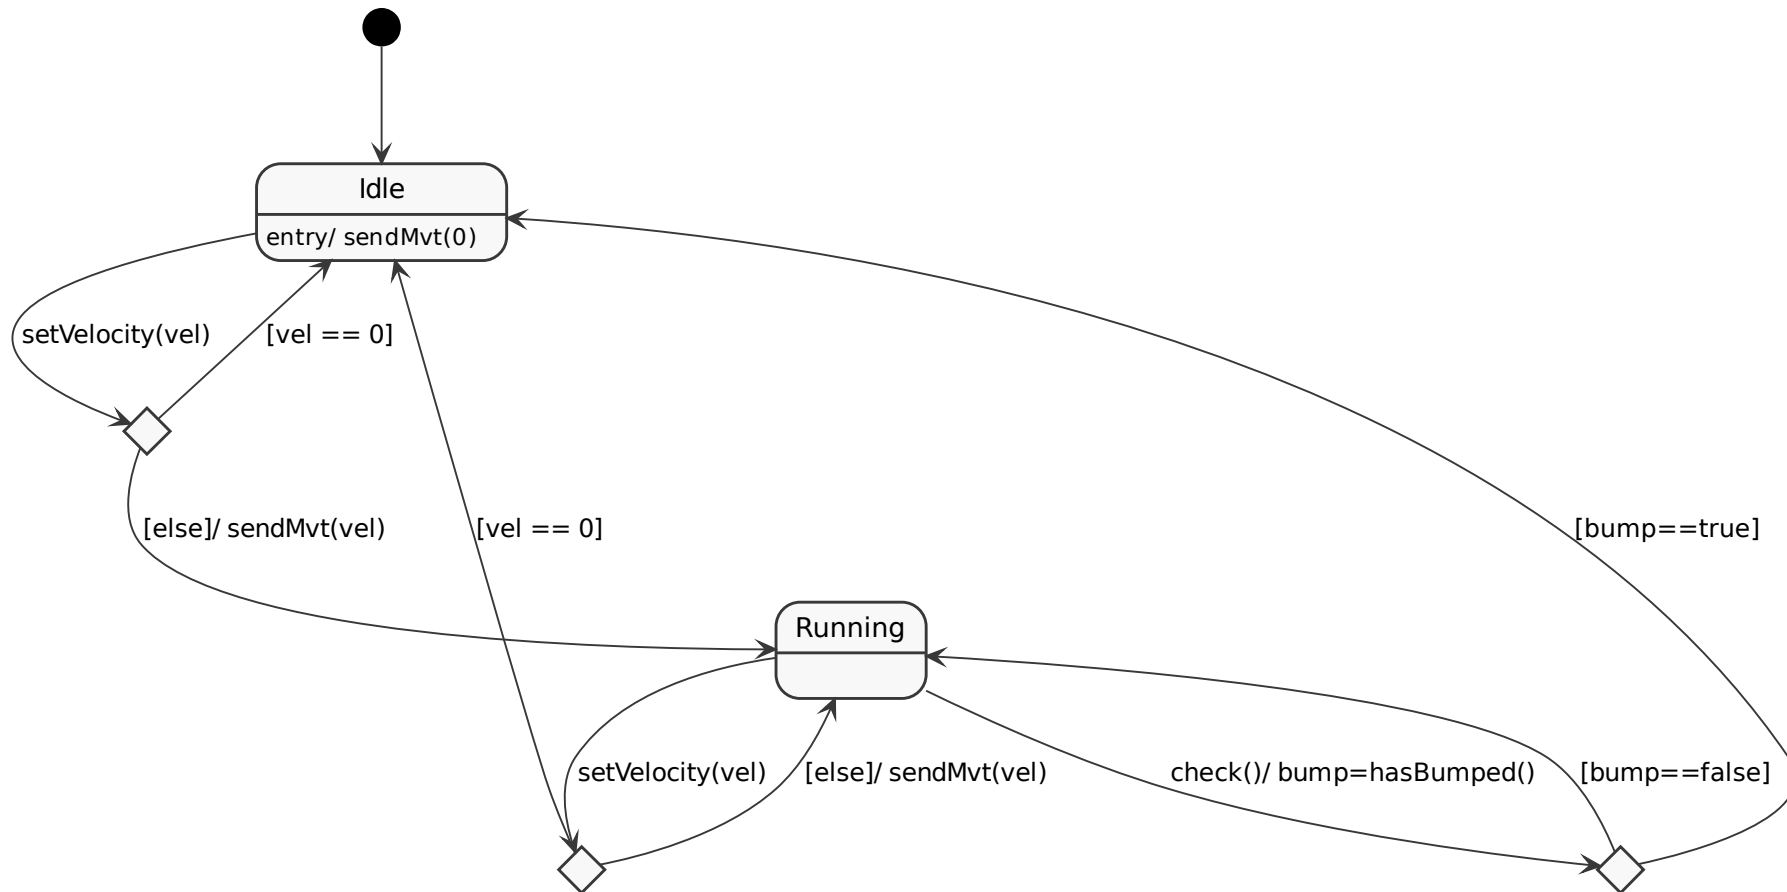 Idle
entry/ sendMvt(0)
setVelocity(vel)
[vel == 0]
[else]/ sendMvt(vel)
[vel == 0]
[bump==true]
Running
setVelocity(vel)
[else]/ sendMvt(vel)
check()/ bump=hasBumped()
[bump==false]